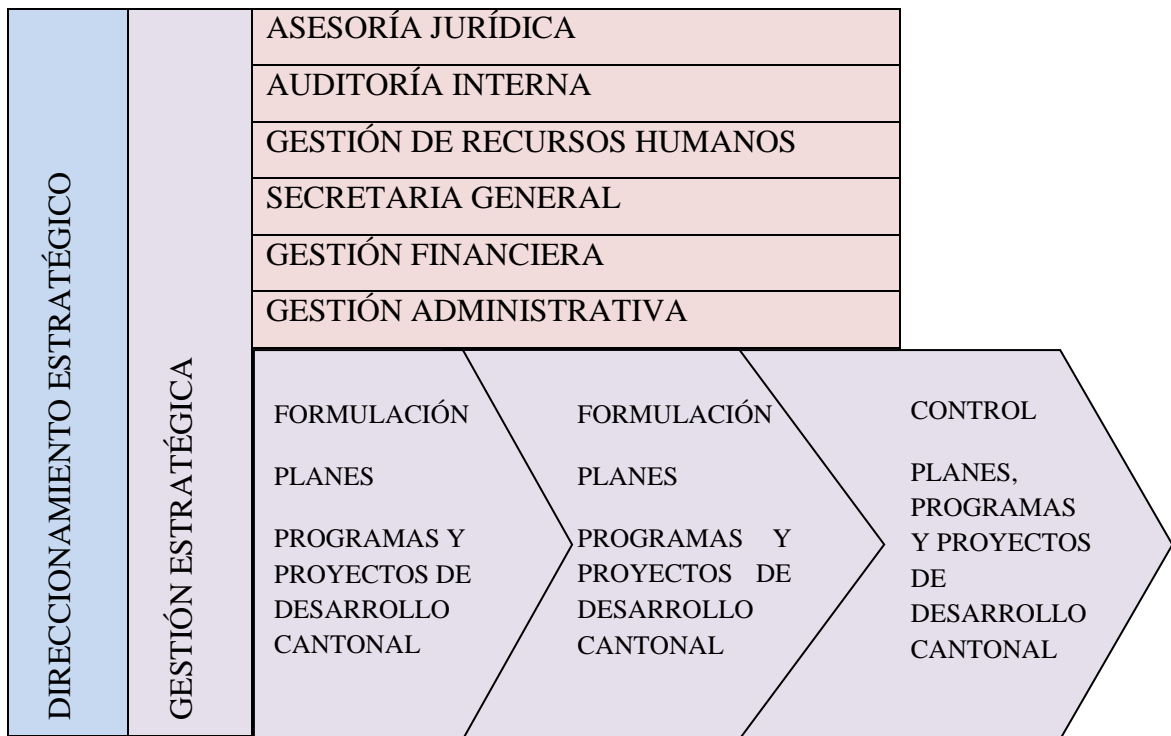 DIRECCIONAMIENTO ESTRATÉGICO
GESTIÓN ESTRATÉGICA
ASESORÍA JURÍDICA
AUDITORÍA INTERNA
GESTIÓN DE RECURSOS HUMANOS
SECRETARIA GENERAL
GESTIÓN FINANCIERA
GESTIÓN ADMINISTRATIVA
FORMULACIÓN
PLANES
PROGRAMAS Y
PROYECTOS DE
DESARROLLO
CANTONAL
FORMULACIÓN
PLANES
PROGRAMAS Y
PROYECTOS DE
DESARROLLO
CANTONAL
CONTROL
PLANES,
PROGRAMAS
Y PROYECTOS
DE
DESARROLLO
CANTONAL